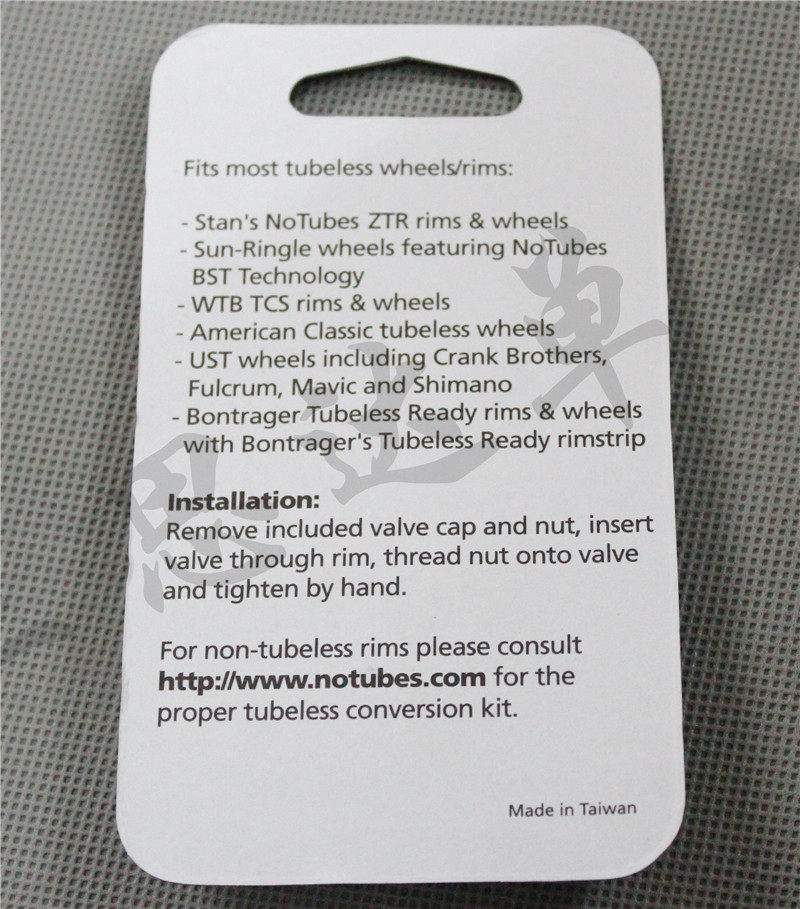 Fits most tubeless wheels/rims:
- Stan's NoTubes ZTR rims & wheels
- Sun-Ringle wheels featuring NoTubes
BST Technology
- WTB TCS rims & wheels
- American Classic tubeless wheels
- UST wheels including Crank Brothers,
Fulcrum, Mavic and Shimano
- Bontrager Tubeless Ready rims & wheels
with Bontrager's Tubeless Ready rimstrip
Installation:
Remove included valve cap and nut, insert
valve through rim, thread nut onto valve
and tighten by hand.
For non-tubeless rims please consult
http://www.notubes.com for the
proper tubeless conversion kit.
Made in Taiwan